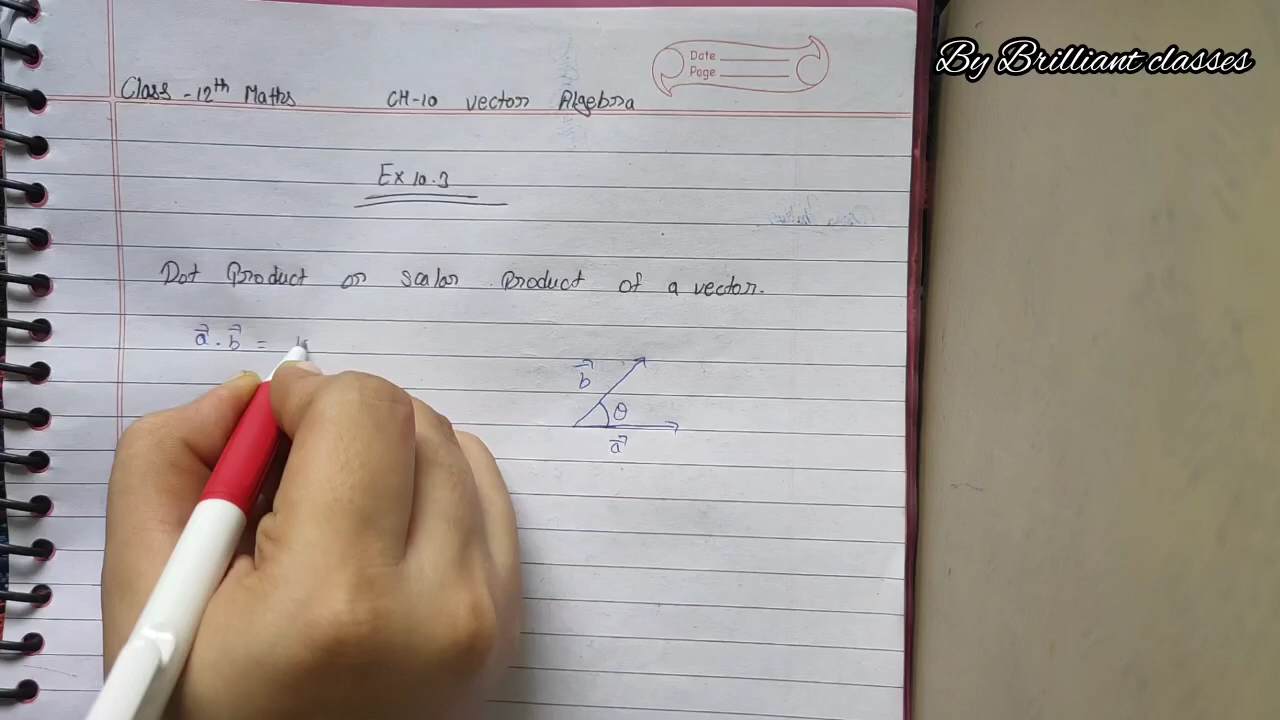 By Brilliant classes
Date
Page
Class - 12th Maths CH-10 vector Algebra
Ex 10.3
Dot Product or scalar Product of a vector.
a⃗ . b⃗ =
b⃗
θ
a⃗